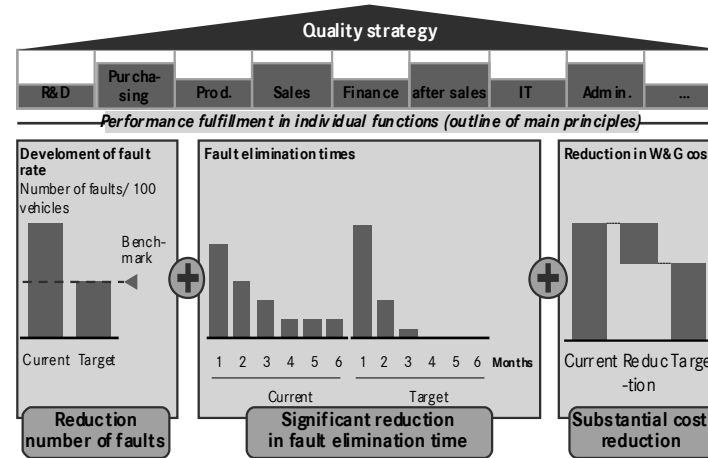 Quality strategy
R&D
Purcha-
sing
Prod.
Sales
Finance
after sales
IT
Admin.
...
Performance fulfillment in individual functions (outline of main principles)
Develoment of fault
rate
Number of faults/ 100
vehicles
Bench-
mark
Current Target
Reduction
number of faults
Fault elimination times
1 2 3 4 5 6 1 2 3 4 5 6 Months
Current Target
Significant reduction
in fault elimination time
Reduction in W&G cos
Current Reduc Targe
-tion
Substantial cost
reduction